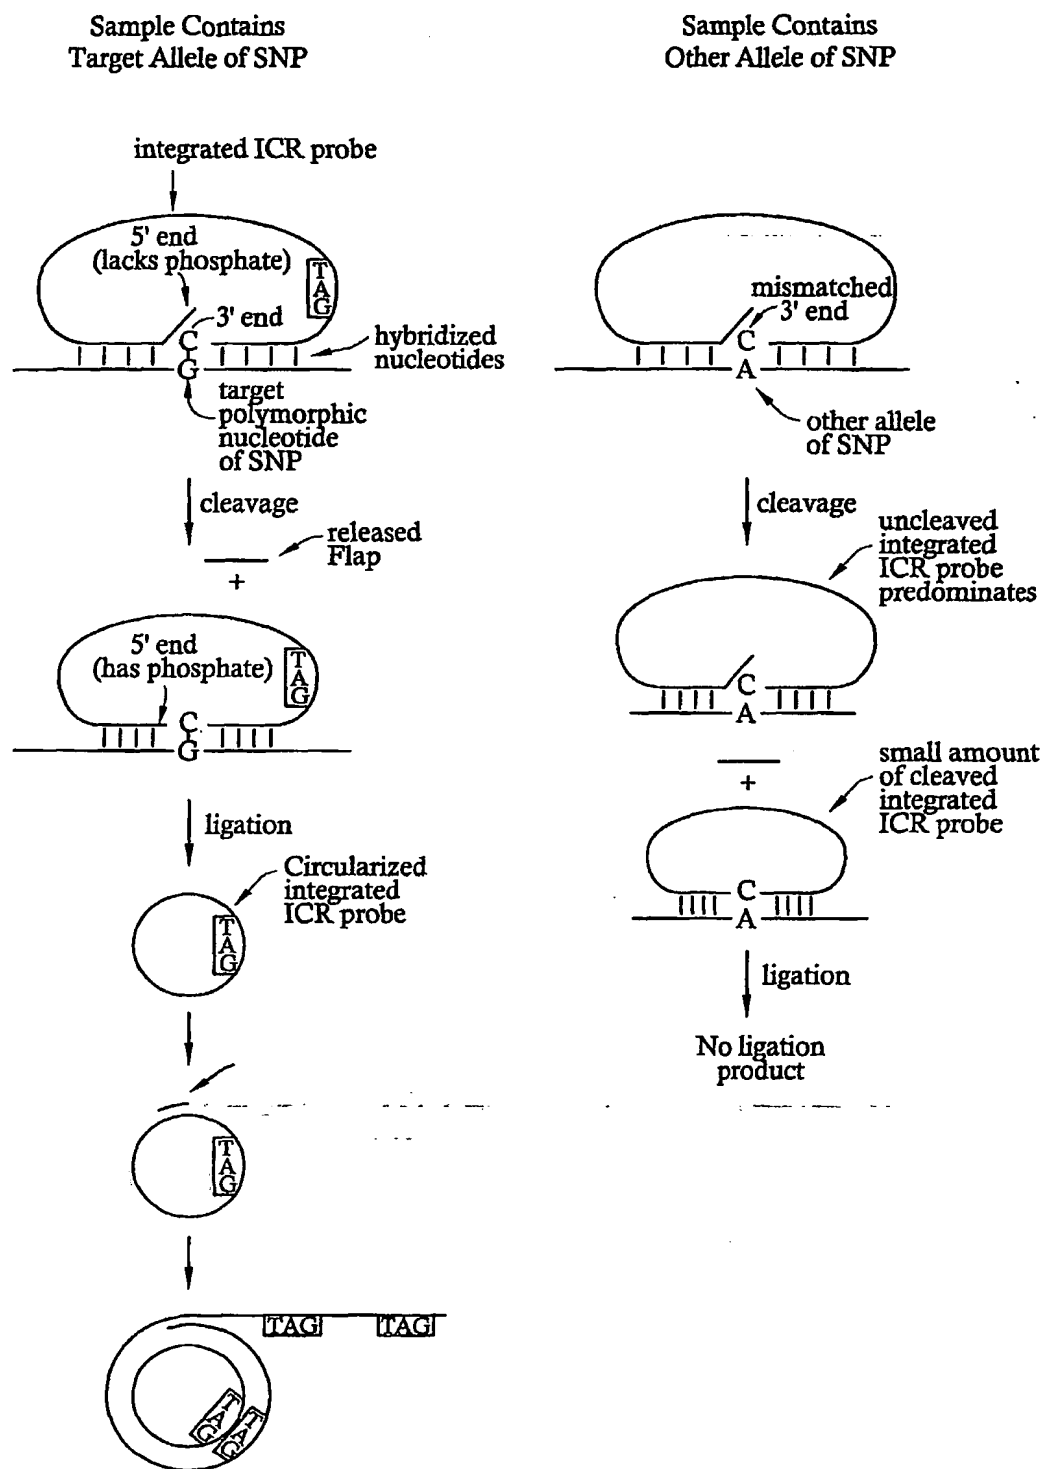 Sample Contains
Target Allele of SNP
integrated ICR probe
5' end
(lacks phosphate)
TAG
3' end
C
G
hybridized
nucleotides
target
polymorphic
nucleotide
of SNP
cleavage
released
Flap
+
5' end
(has phosphate)
TAG
C
G
ligation
Circularized
integrated
ICR probe
TAG
TAG
TAG
TAG
TAG
TAG
Sample Contains
Other Allele of SNP
mismatched
3' end
C
A
other allele
of SNP
cleavage
uncleaved
integrated
ICR probe
predominates
C
A
+
small amount
of cleaved
integrated
ICR probe
C
A
ligation
No ligation
product